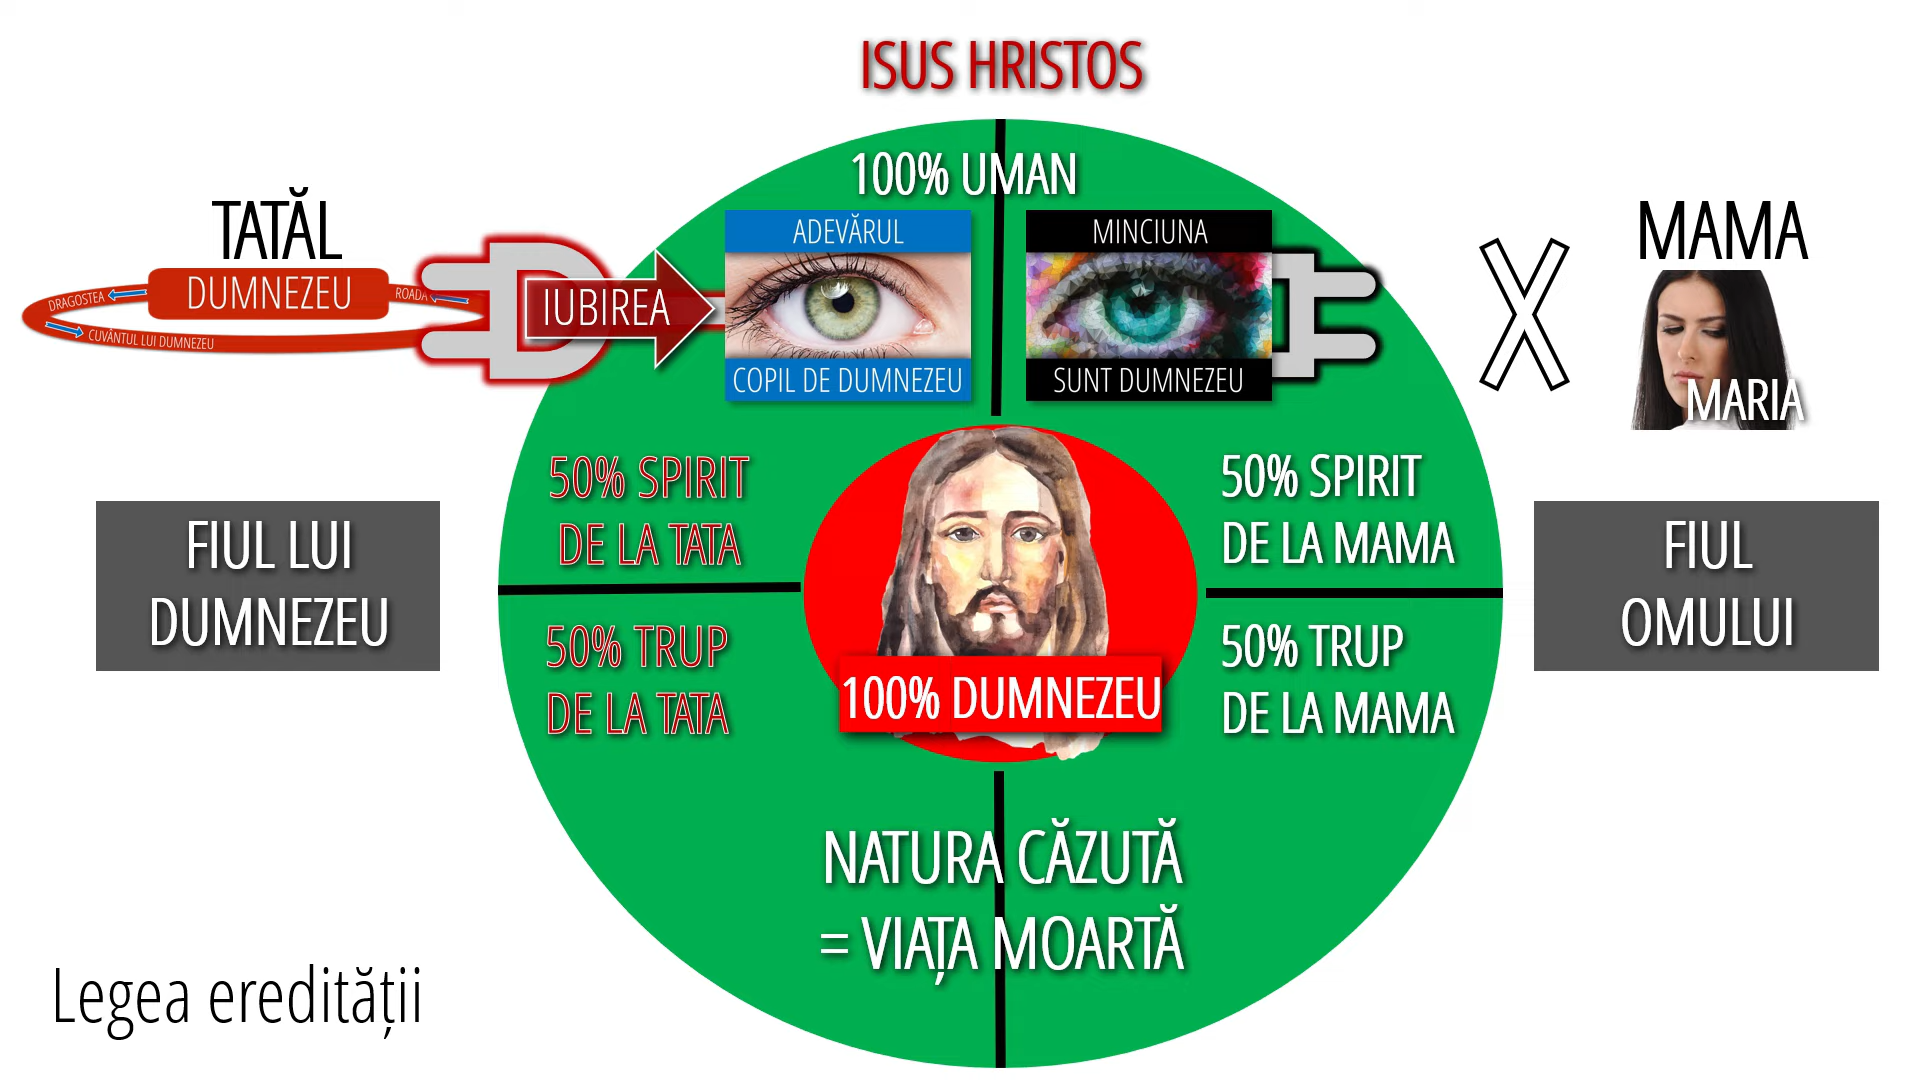 ISUS HRISTOS
100% UMAN
TATĂL
DUMNEZEU
DRAGOSTEA
ROADA
CUVÂNTUL LUI DUMNEZEU
IUBIREA
ADEVĂRUL
COPIL DE DUMNEZEU
MINCIUNA
SUNT DUMNEZEU
X
MAMA
MARIA
50% SPIRIT
DE LA TATA
50% SPIRIT
DE LA MAMA
FIUL LUI
DUMNEZEU
FIUL
OMULUI
50% TRUP
DE LA TATA
100% DUMNEZEU
50% TRUP
DE LA MAMA
NATURA CĂZUTĂ
= VIAȚA MOARTĂ
Legea eredității